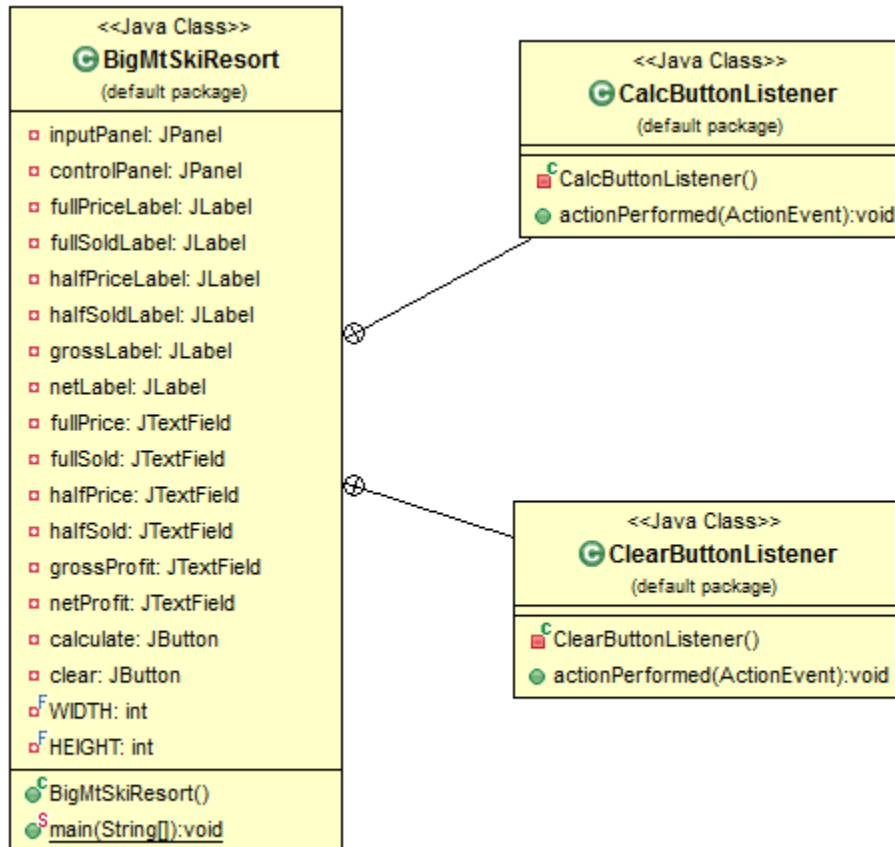 <<Java Class>>
BigMtSkiResort
(default package)
inputPanel: JPanel
controlPanel: JPanel
fullPriceLabel: JLabel
fullSoldLabel: JLabel
halfPriceLabel: JLabel
halfSoldLabel: JLabel
grossLabel: JLabel
netLabel: JLabel
fullPrice: JTextField
fullSold: JTextField
halfPrice: JTextField
halfSold: JTextField
grossProfit: JTextField
netProfit: JTextField
calculate: JButton
clear: JButton
WIDTH: int
HEIGHT: int
BigMtSkiResort()
main(String[]):void
<<Java Class>>
CalcButtonListener
(default package)
CalcButtonListener()
actionPerformed(ActionEvent):void
<<Java Class>>
ClearButtonListener
(default package)
ClearButtonListener()
actionPerformed(ActionEvent):void